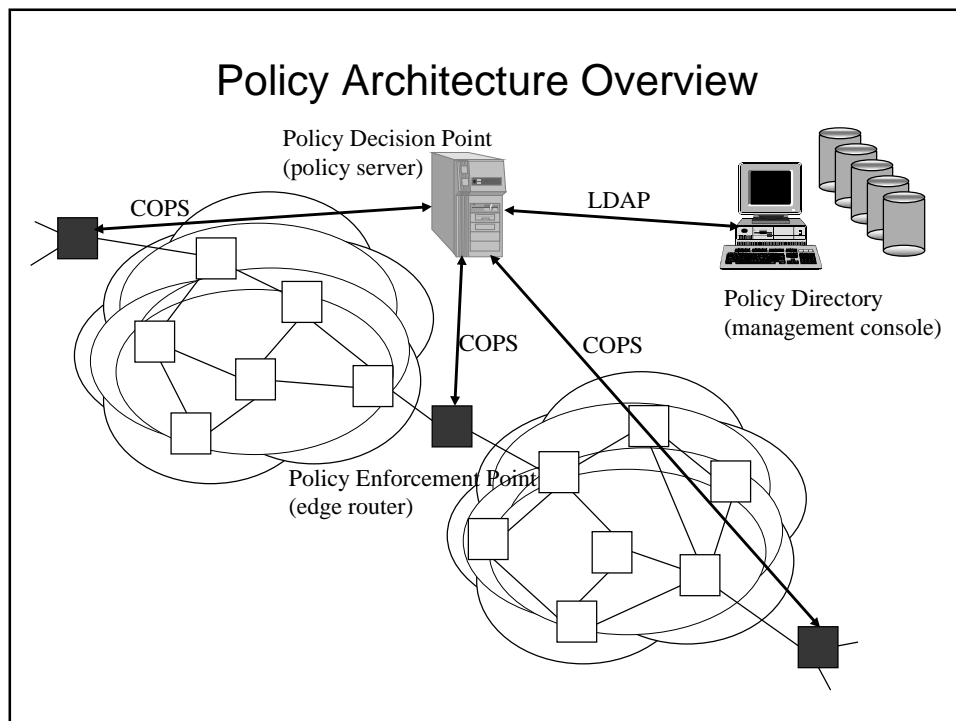 Policy Architecture Overview
Policy Decision Point
(policy server)
COPS
LDAP
Policy Directory
(management console)
COPS
COPS
Policy Enforcement Point
(edge router)